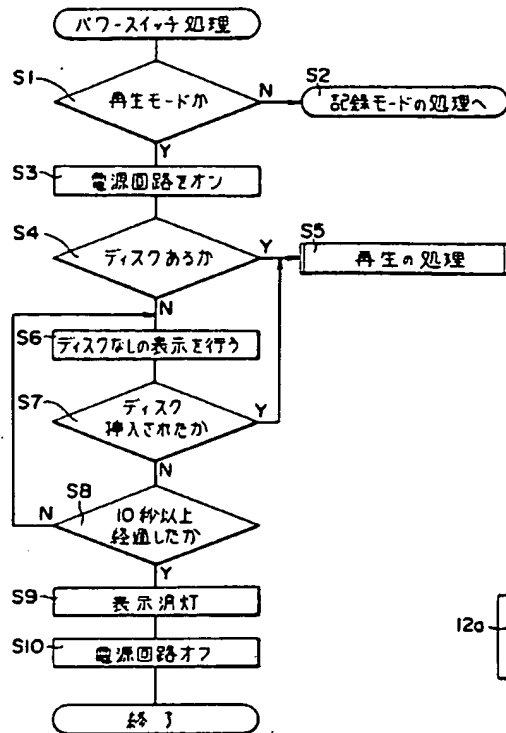 パワースイッチ処理
S1
再生モードか
N
S2
記録モードの処理へ
Y
S3
電源回路をオン
S4
ディスクあるか
Y
S5
再生の処理
N
S6
ディスクなしの表示を行う
S7
ディスク
挿入されたか
Y
N
S8
10秒以上
経過したか
N
Y
S9
表示消灯
S10
電源回路オフ
終了
12a